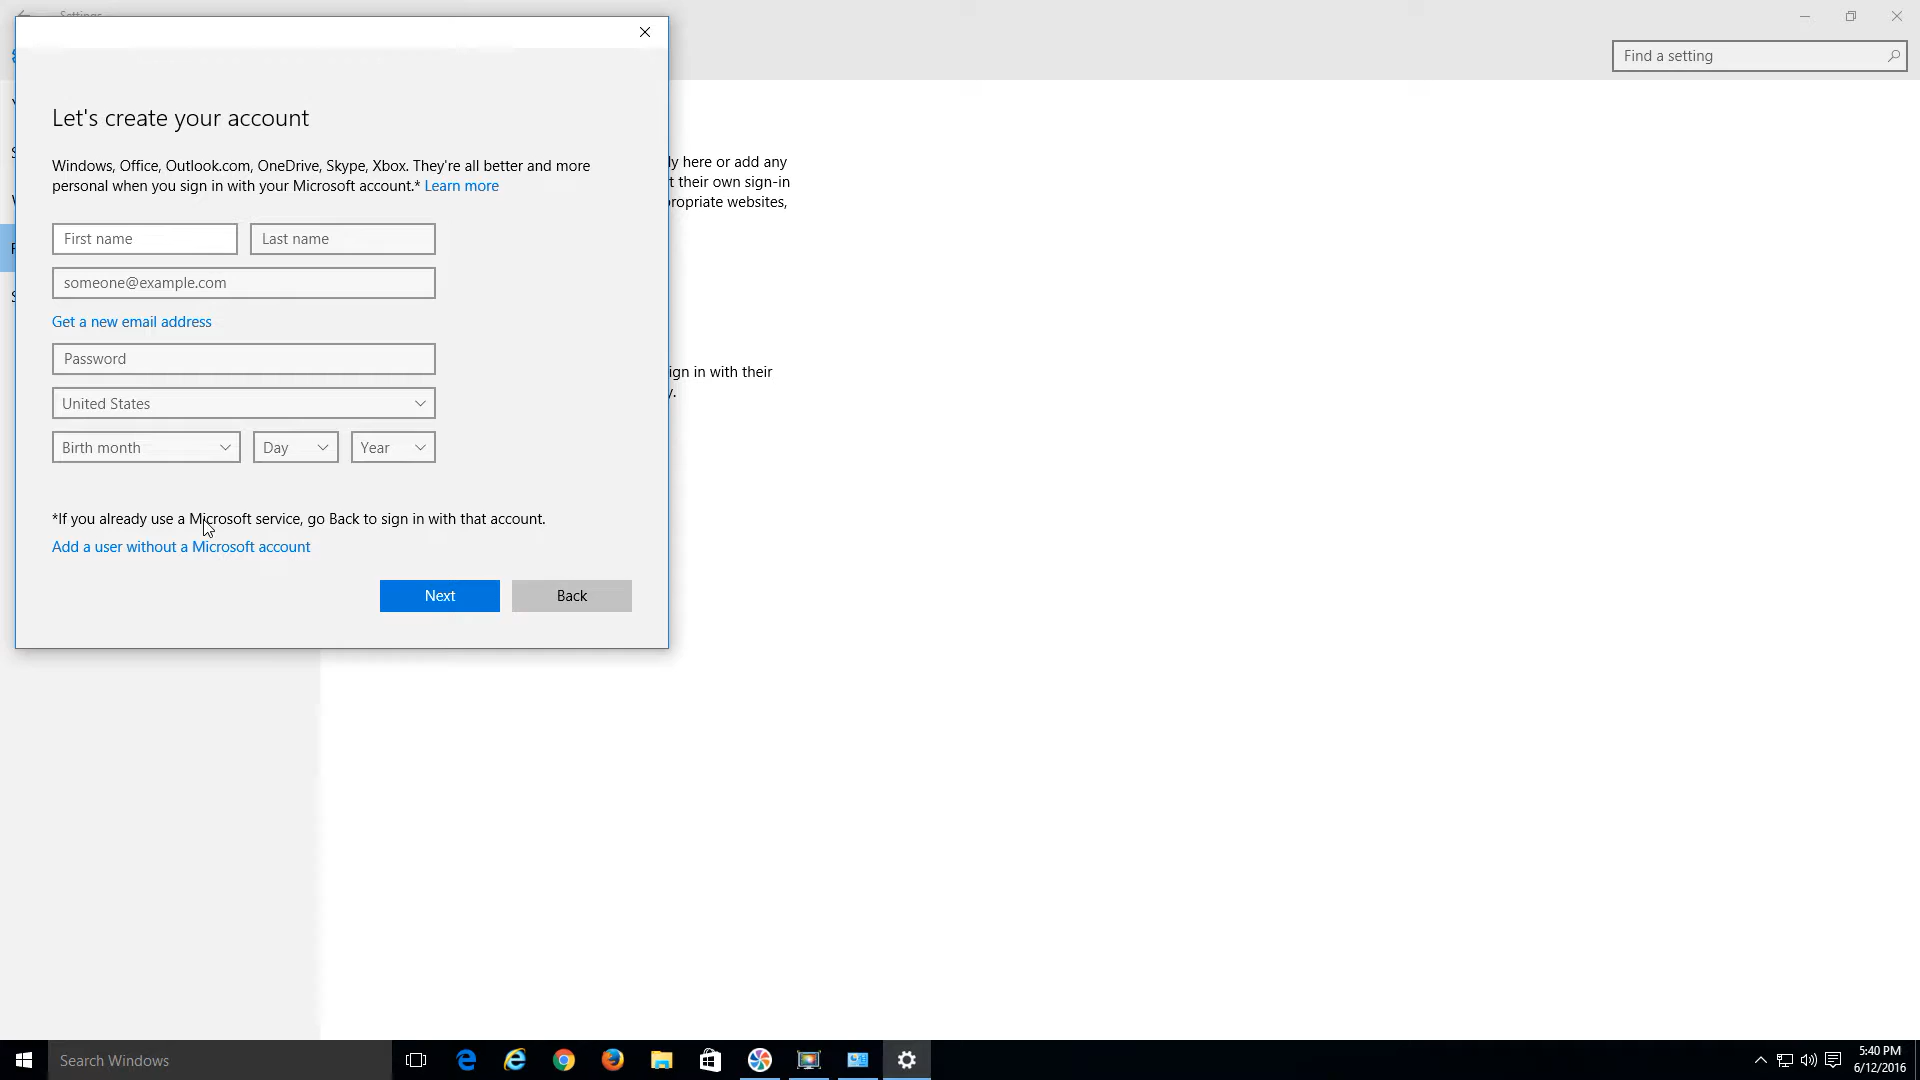 Settings
Find a setting
Let's create your account
Windows, Office, Outlook.com, OneDrive, Skype, Xbox. They're all better and more
personal when you sign in with your Microsoft account.* Learn more
First name
Last name
someone@example.com
Get a new email address
Password
United States
Birth month
Day
Year
*If you already use a Microsoft service, go Back to sign in with that account.
Add a user without a Microsoft account
Next
Back
here or add any
their own sign-in
websites,
in with their
Search Windows
5:40 PM
6/12/2016